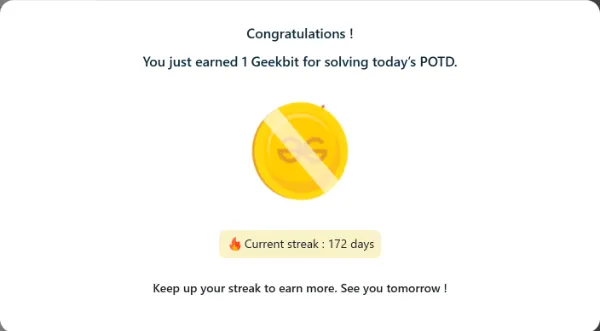 Congratulations !
You just earned 1 Geekbit for solving today's POTD.
GG
Current streak : 172 days
Keep up your streak to earn more. See you tomorrow !